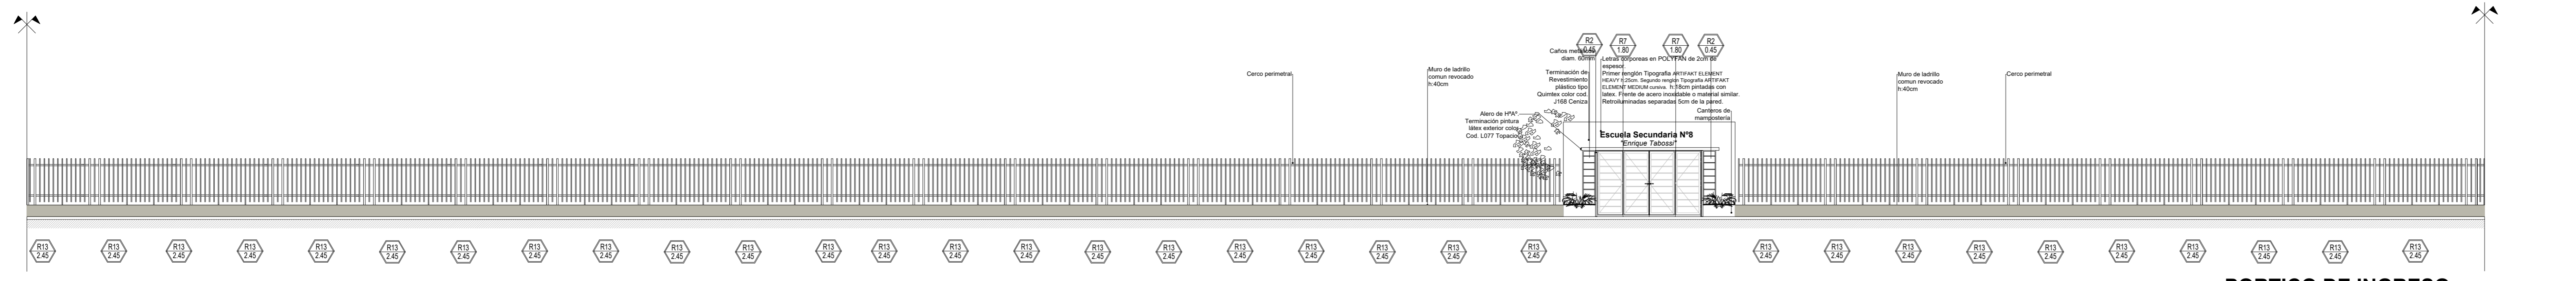 R2 R7 R7 R2
0.45 1.80 1.80 0.45
Cerco perimetral
Muro de ladrillo
comun revocado
h:40cm
Caños metalicos
diam. 60mm
Terminación de
Revestimiento
plástico tipo
Quimtex color cod.
J168 Ceniza
Alero de HºAº.
Terminación pintura
látex exterior color
Cod. L077 Topacio
Letras corporeas en POLYFAN de 2cm de
espesor.
Primer renglón Tipografia ARTIFAKT ELEMENT
HEAVY h:25cm. Segundo renglón Tipografia ARTIFAKT
ELEMENT MEDIUM cursiva. h:18cm pintadas con
latex. Frente de acero inoxidable o material similar.
Retroiluminadas separadas 5cm de la pared.
Canteros de
mampostería
Muro de ladrillo
comun revocado
h:40cm
Cerco perimetral
Escuela Secundaria Nº8
"Enrique Tabossi"
R13 R13 R13 R13 R13 R13 R13 R13 R13 R13 R13 R13 R13 R13 R13 R13 R13 R13 R13 R13 R13 R13 R13 R13 R13 R13 R13 R13 R13 R13 R13 R13
2.45 2.45 2.45 2.45 2.45 2.45 2.45 2.45 2.45 2.45 2.45 2.45 2.45 2.45 2.45 2.45 2.45 2.45 2.45 2.45 2.45 2.45 2.45 2.45 2.45 2.45 2.45 2.45 2.45 2.45 2.45 2.45
PORTICO DE INGRESO